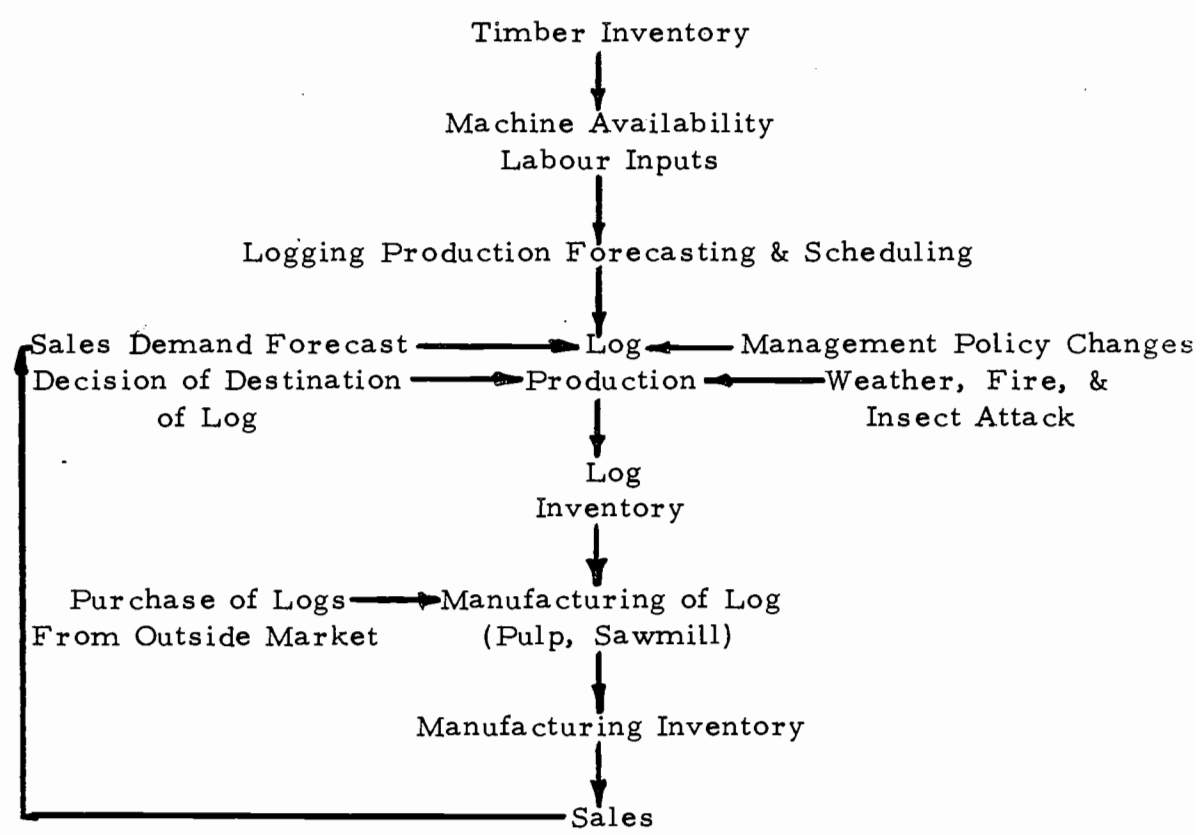 Timber Inventory
Machine Availability
Labour Inputs
Logging Production Forecasting & Scheduling
Sales Demand Forecast Log Management Policy Changes
Decision of Destination Production Weather, Fire, &
of Log Insect Attack
Log
Inventory
Purchase of Logs Manufacturing of Log
From Outside Market (Pulp, Sawmill)
Manufacturing Inventory
Sales